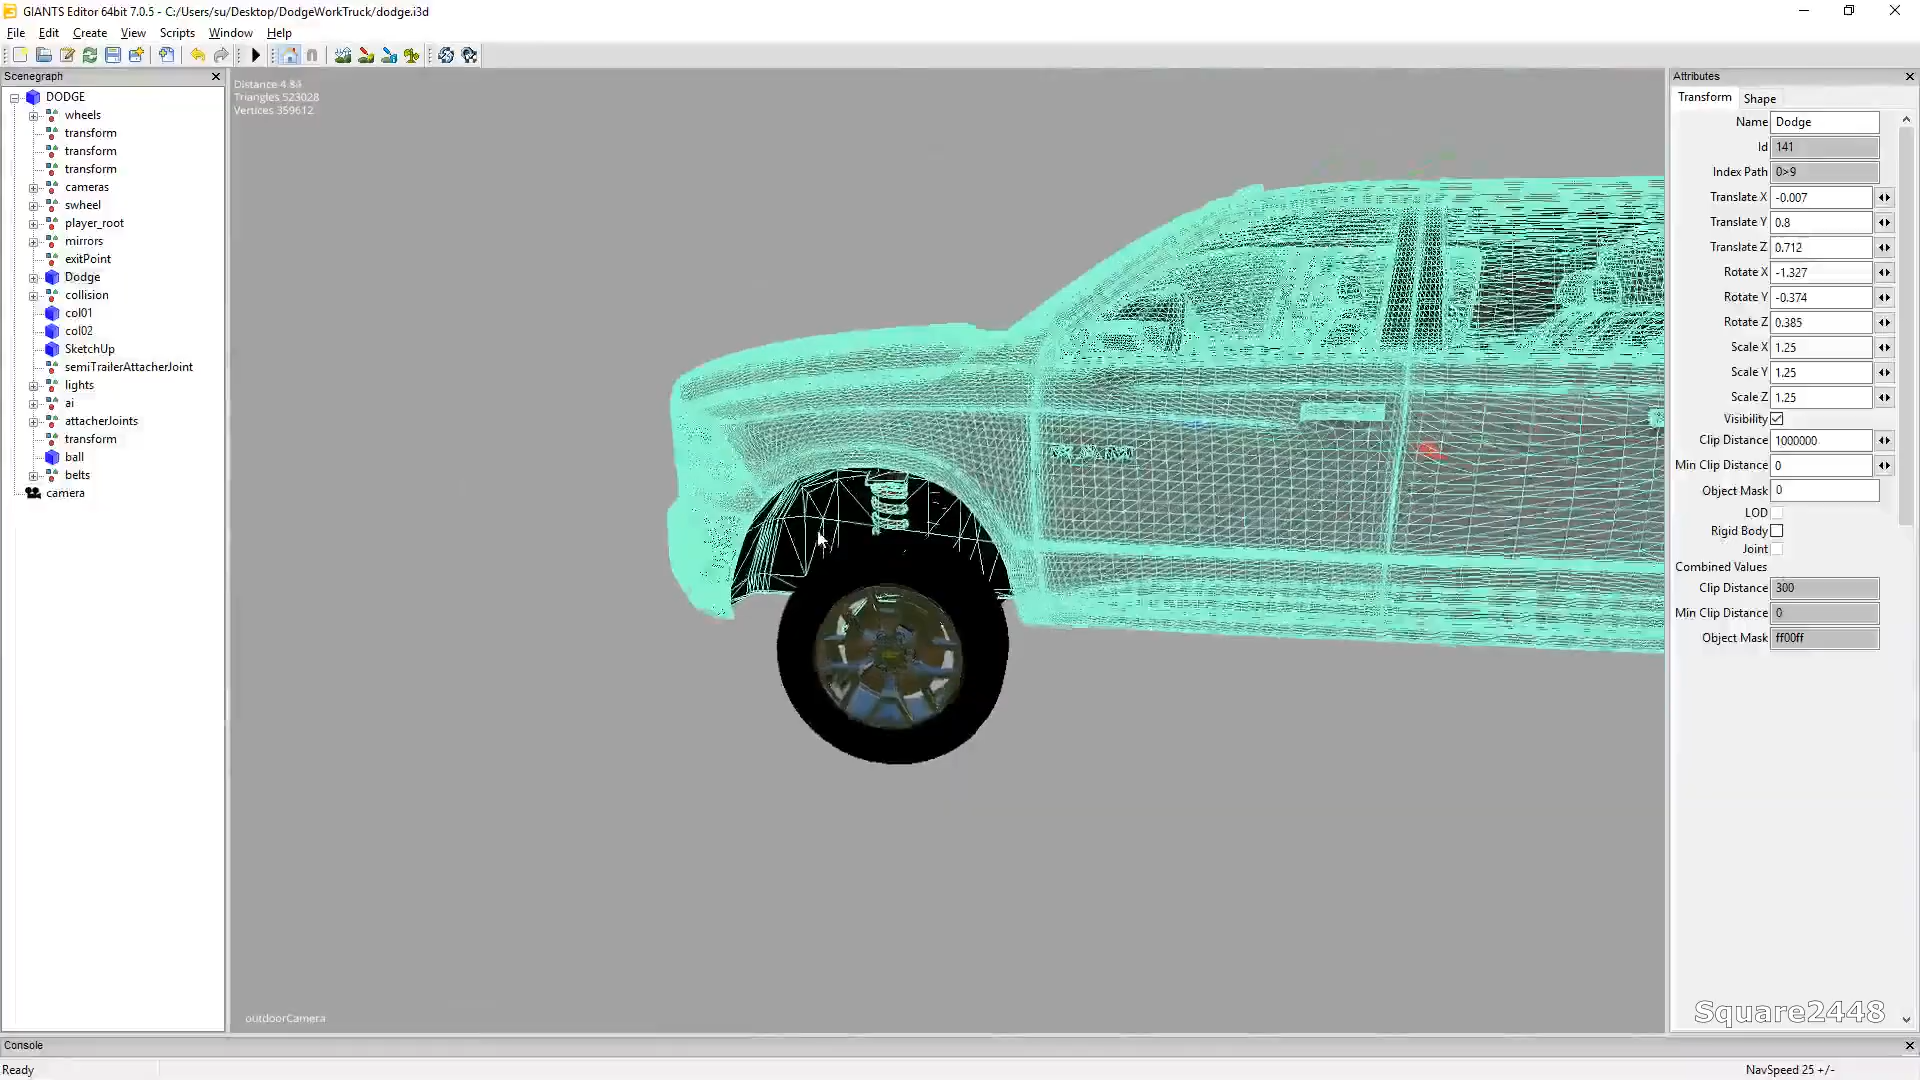 GIANTS Editor 64bit 7.0.5 - C:/Users/su/Desktop/DodgeWorkTruck/dodge.i3d
File Edit Create View Scripts Window Help
Scenegraph
DODGE
wheels
transform
transform
transform
cameras
swheel
player_root
mirrors
exitPoint
Dodge
collision
col01
col02
SketchUp
semiTrailerAttacherJoint
lights
ai
attacherJoints
transform
ball
belts
camera
Distance 4.84
Triangles 523028
Vertices 359612
RAM
outdoorCamera
Attributes
Transform Shape
Name Dodge
Id 141
Index Path 0>9
Translate X -0.007
Translate Y 0.8
Translate Z 0.712
Rotate X -1.327
Rotate Y -0.374
Rotate Z 0.385
Scale X 1.25
Scale Y 1.25
Scale Z 1.25
Visibility
Clip Distance 1000000
Min Clip Distance 0
Object Mask 0
LOD
Rigid Body
Joint
Combined Values
Clip Distance 300
Min Clip Distance 0
Object Mask ff00ff
Square2448
Console
Ready
NavSpeed 25 +/-